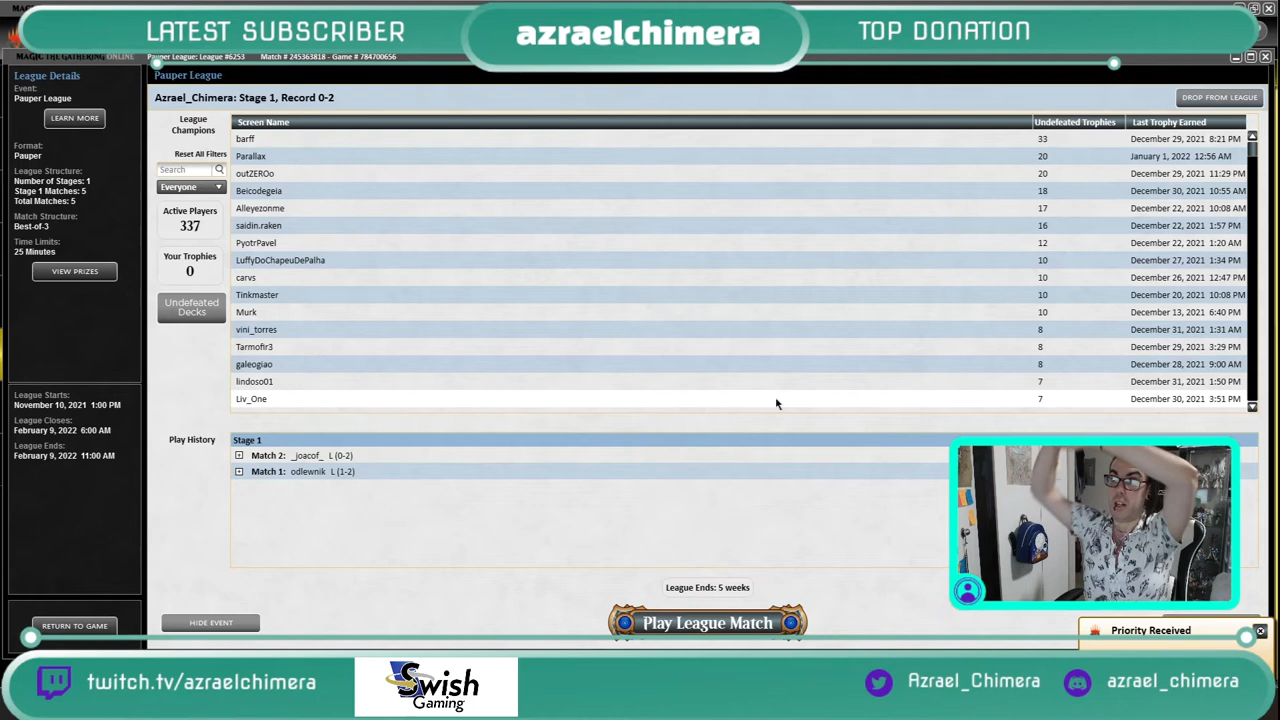 LATEST SUBSCRIBER
azraelchimera
TOP DONATION
MAGIC THE GATHERING ONLINE
Pauper League: League #6253 Match # 245363818 - Game # 784700656
League Details
Event:
Pauper League
LEARN MORE
Format:
Pauper
League Structure:
Number of Stages: 1
Stage 1 Matches: 5
Total Matches: 5
Match Structure:
Best-of-3
Time Limits:
25 Minutes
VIEW PRIZES
League Starts:
November 10, 2021 1:00 PM
League Closes:
February 9, 2022 6:00 AM
League Ends:
February 9, 2022 11:00 AM
RETURN TO GAME
Pauper League
Azrael_Chimera: Stage 1, Record 0-2
DROP FROM LEAGUE
League
Champions
Reset All Filters
Search
Everyone
Active Players
337
Your Trophies
0
Undefeated
Decks
Screen Name Undefeated Trophies Last Trophy Earned
barff 33 December 29, 2021 8:21 PM
Parallax 20 January 1, 2022 12:56 AM
outZEROo 20 December 29, 2021 11:29 PM
Beicodegeia 18 December 30, 2021 10:55 AM
Alleyezonme 17 December 22, 2021 10:08 AM
saidin.raken 16 December 22, 2021 1:57 PM
PyotrPavel 12 December 22, 2021 1:20 AM
LuffyDoChapeuDePalha 10 December 27, 2021 1:34 PM
carvs 10 December 26, 2021 12:47 PM
Tinkmaster 10 December 20, 2021 10:08 PM
Murk 10 December 13, 2021 6:40 PM
vini_torres 8 December 31, 2021 1:31 AM
Tarmofir3 8 December 29, 2021 3:29 PM
galeogiao 8 December 28, 2021 9:00 AM
lindoso01 7 December 31, 2021 1:50 PM
Liv_One 7 December 30, 2021 3:51 PM
Play History
Stage 1
Match 2: _joacof_ L (0-2)
Match 1: odlewnik L (1-2)
League Ends: 5 weeks
HIDE EVENT
Play League Match
Priority Received
twitch.tv/azraelchimera
Swish
Gaming
Azrael_Chimera
azrael_chimera